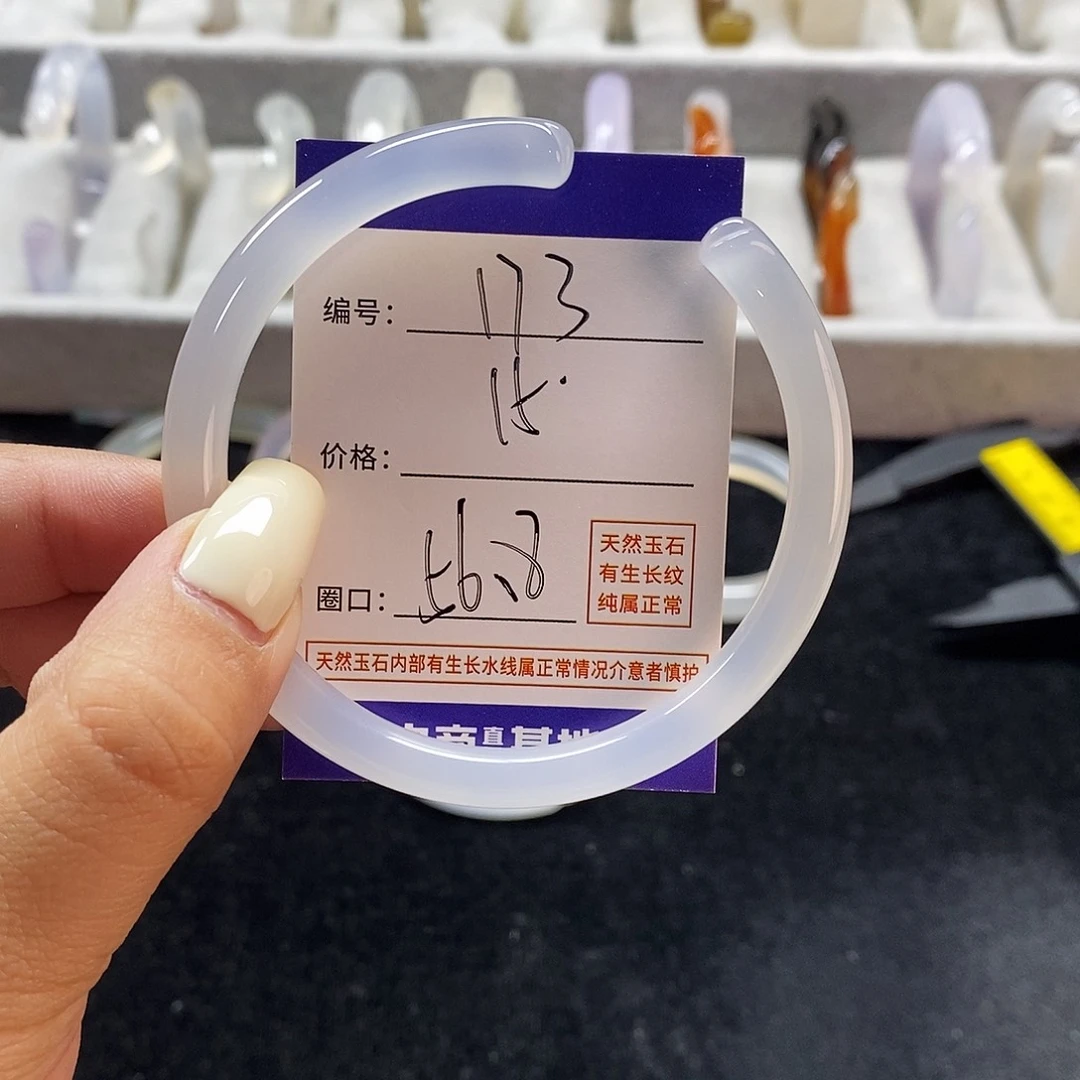 编号: 173
价格:
圈口: 56.8
天然玉石
有生长纹
纯属正常
天然玉石内部有生长水线属正常情况介意者慎拍